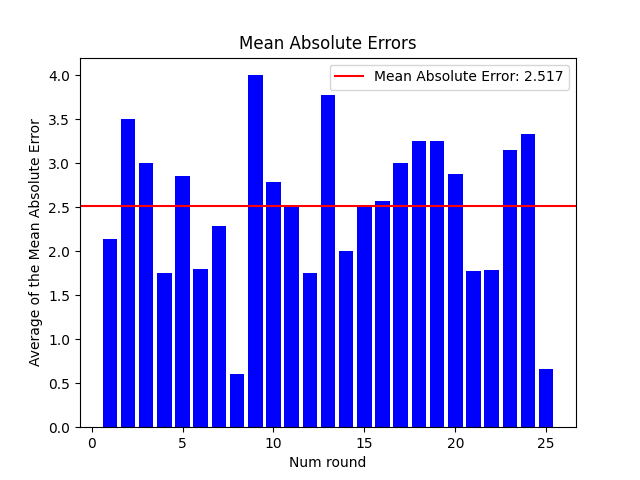 Mean Absolute Errors
Mean Absolute Error: 2.517
Average of the Mean Absolute Error
4.0
3.5
3.0
2.5
2.0
1.5
1.0
0.5
0.0
0 5 10 15 20 25
Num round